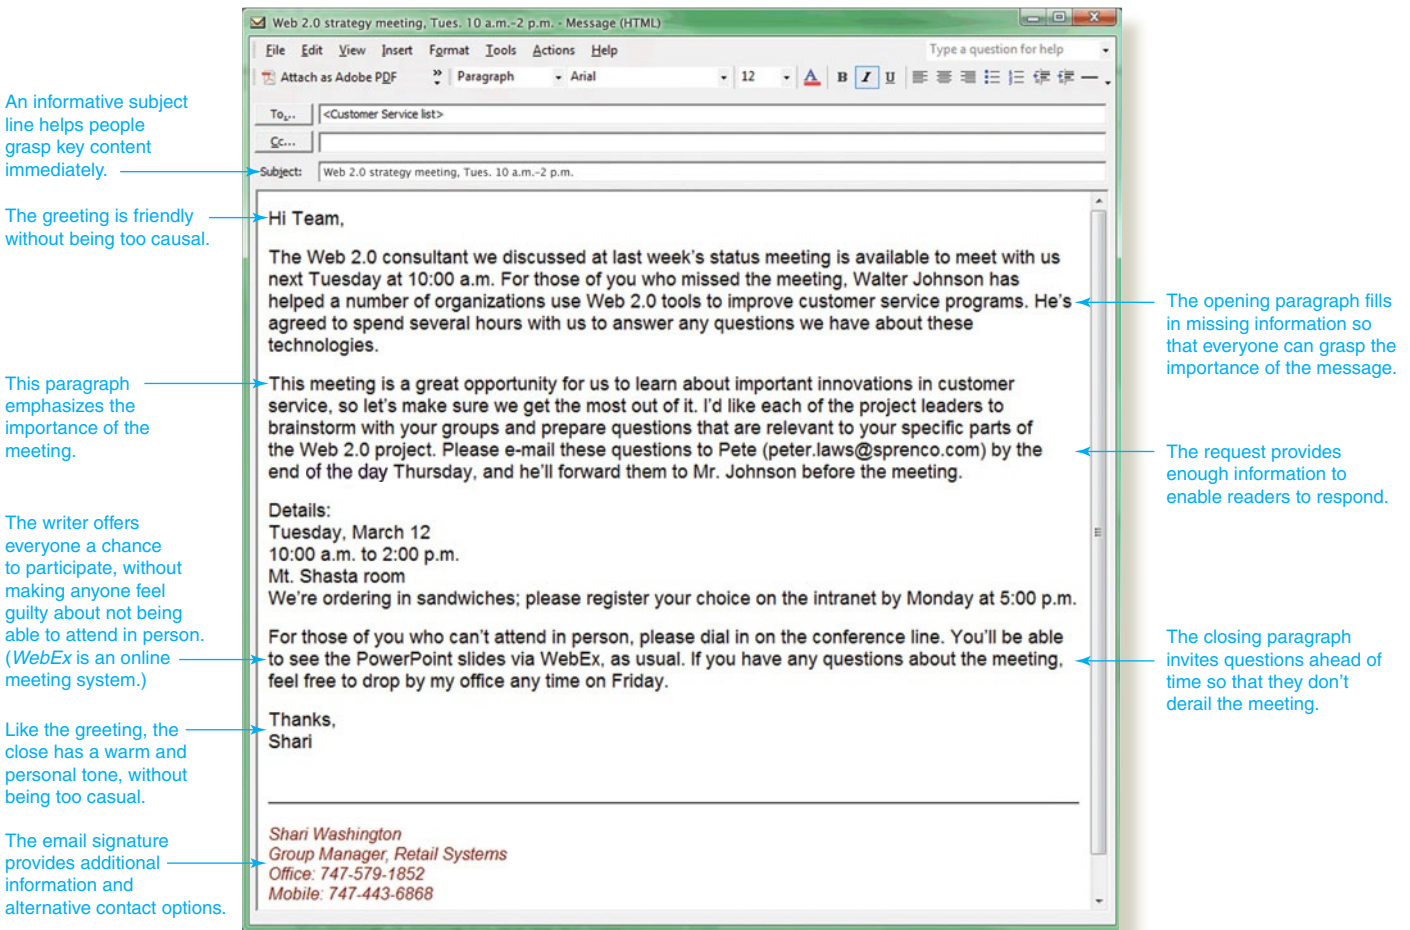 Web 2.0 strategy meeting, Tues. 10 a.m.-2 p.m. - Message (HTML)
File Edit View Insert Format Tools Actions Help
Type a question for help
Attach as Adobe PDF
Paragraph
Arial
12
A B I U
To...
<Customer Service list>
Cc...
Subject:
Web 2.0 strategy meeting, Tues. 10 a.m.-2 p.m.
Hi Team,
The Web 2.0 consultant we discussed at last week's status meeting is available to meet with us
next Tuesday at 10:00 a.m. For those of you who missed the meeting, Walter Johnson has
helped a number of organizations use Web 2.0 tools to improve customer service programs. He's
agreed to spend several hours with us to answer any questions we have about these
technologies.
This meeting is a great opportunity for us to learn about important innovations in customer
service, so let's make sure we get the most out of it. I'd like each of the project leaders to
brainstorm with your groups and prepare questions that are relevant to your specific parts of
the Web 2.0 project. Please e-mail these questions to Pete (peter.laws@sprenco.com) by the
end of the day Thursday, and he'll forward them to Mr. Johnson before the meeting.
Details:
Tuesday, March 12
10:00 a.m. to 2:00 p.m.
Mt. Shasta room
We're ordering in sandwiches; please register your choice on the intranet by Monday at 5:00 p.m.
For those of you who can't attend in person, please dial in on the conference line. You'll be able
to see the PowerPoint slides via WebEx, as usual. If you have any questions about the meeting,
feel free to drop by my office any time on Friday.
Thanks,
Shari
Shari Washington
Group Manager, Retail Systems
Office: 747-579-1852
Mobile: 747-443-6868
An informative subject
line helps people
grasp key content
immediately.
The greeting is friendly
without being too causal.
This paragraph
emphasizes the
importance of the
meeting.
The writer offers
everyone a chance
to participate, without
making anyone feel
guilty about not being
able to attend in person.
(WebEx is an online
meeting system.)
Like the greeting, the
close has a warm and
personal tone, without
being too casual.
The email signature
provides additional
information and
alternative contact options.
The opening paragraph fills
in missing information so
that everyone can grasp the
importance of the message.
The request provides
enough information to
enable readers to respond.
The closing paragraph
invites questions ahead of
time so that they don't
derail the meeting.